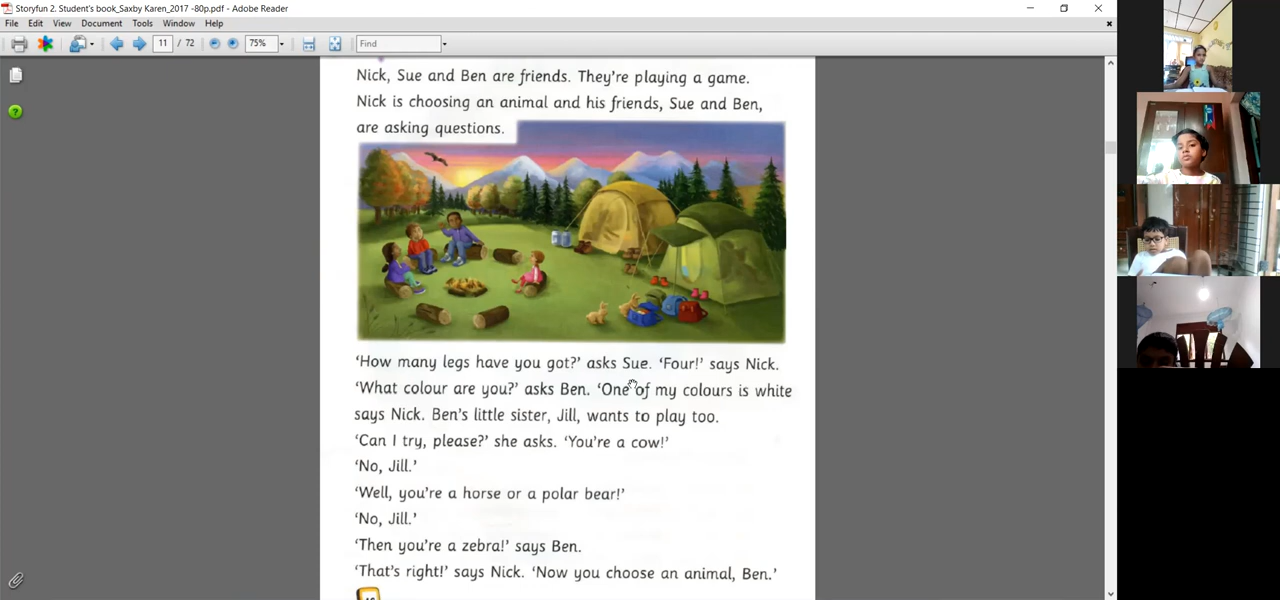 Storyfun 2. Student's book_Saxby Karen_2017 -80p.pdf - Adobe Reader
File Edit View Document Tools Window Help
11 / 72 75% Find
Nick, Sue and Ben are friends. They're playing a game.
Nick is choosing an animal and his friends, Sue and Ben,
are asking questions.
'How many legs have you got?' asks Sue. 'Four!' says Nick.
'What colour are you?' asks Ben. 'One of my colours is white
says Nick. Ben's little sister, Jill, wants to play too.
'Can I try, please?' she asks. 'You're a cow!'
'No, Jill.'
'Well, you're a horse or a polar bear!'
'No, Jill.'
'Then you're a zebra!' says Ben.
'That's right!' says Nick. 'Now you choose an animal, Ben.'